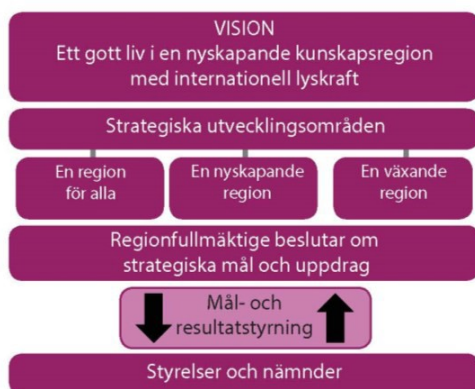 VISION
Ett gott liv i en nyskapande kunskapsregion
med internationell lyskraft
Strategiska utvecklingsområden
En region
för alla
En nyskapande
region
En växande
region
Regionfullmäktige beslutar om
strategiska mål och uppdrag
Mål- och
resultatstyrning
Styrelser och nämnder